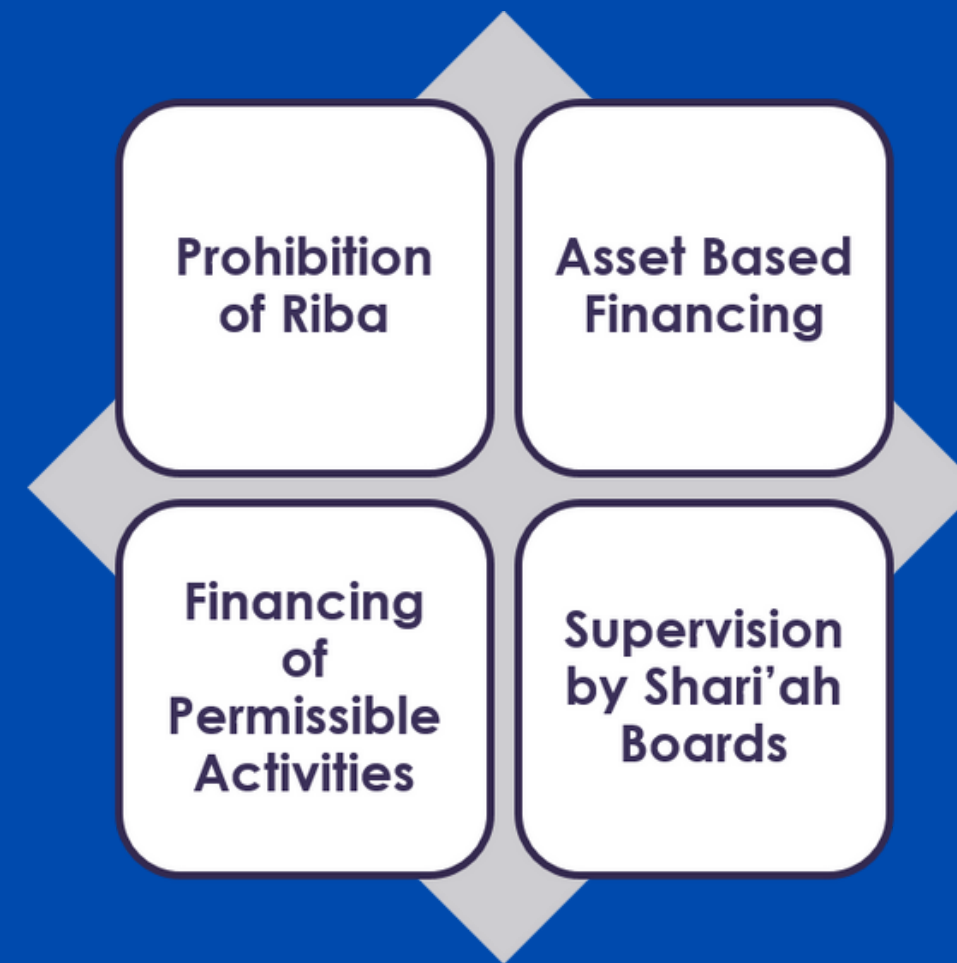 Prohibition
of Riba
Asset Based
Financing
Financing
of
Permissible
Activities
Supervision
by Shari’ah
Boards